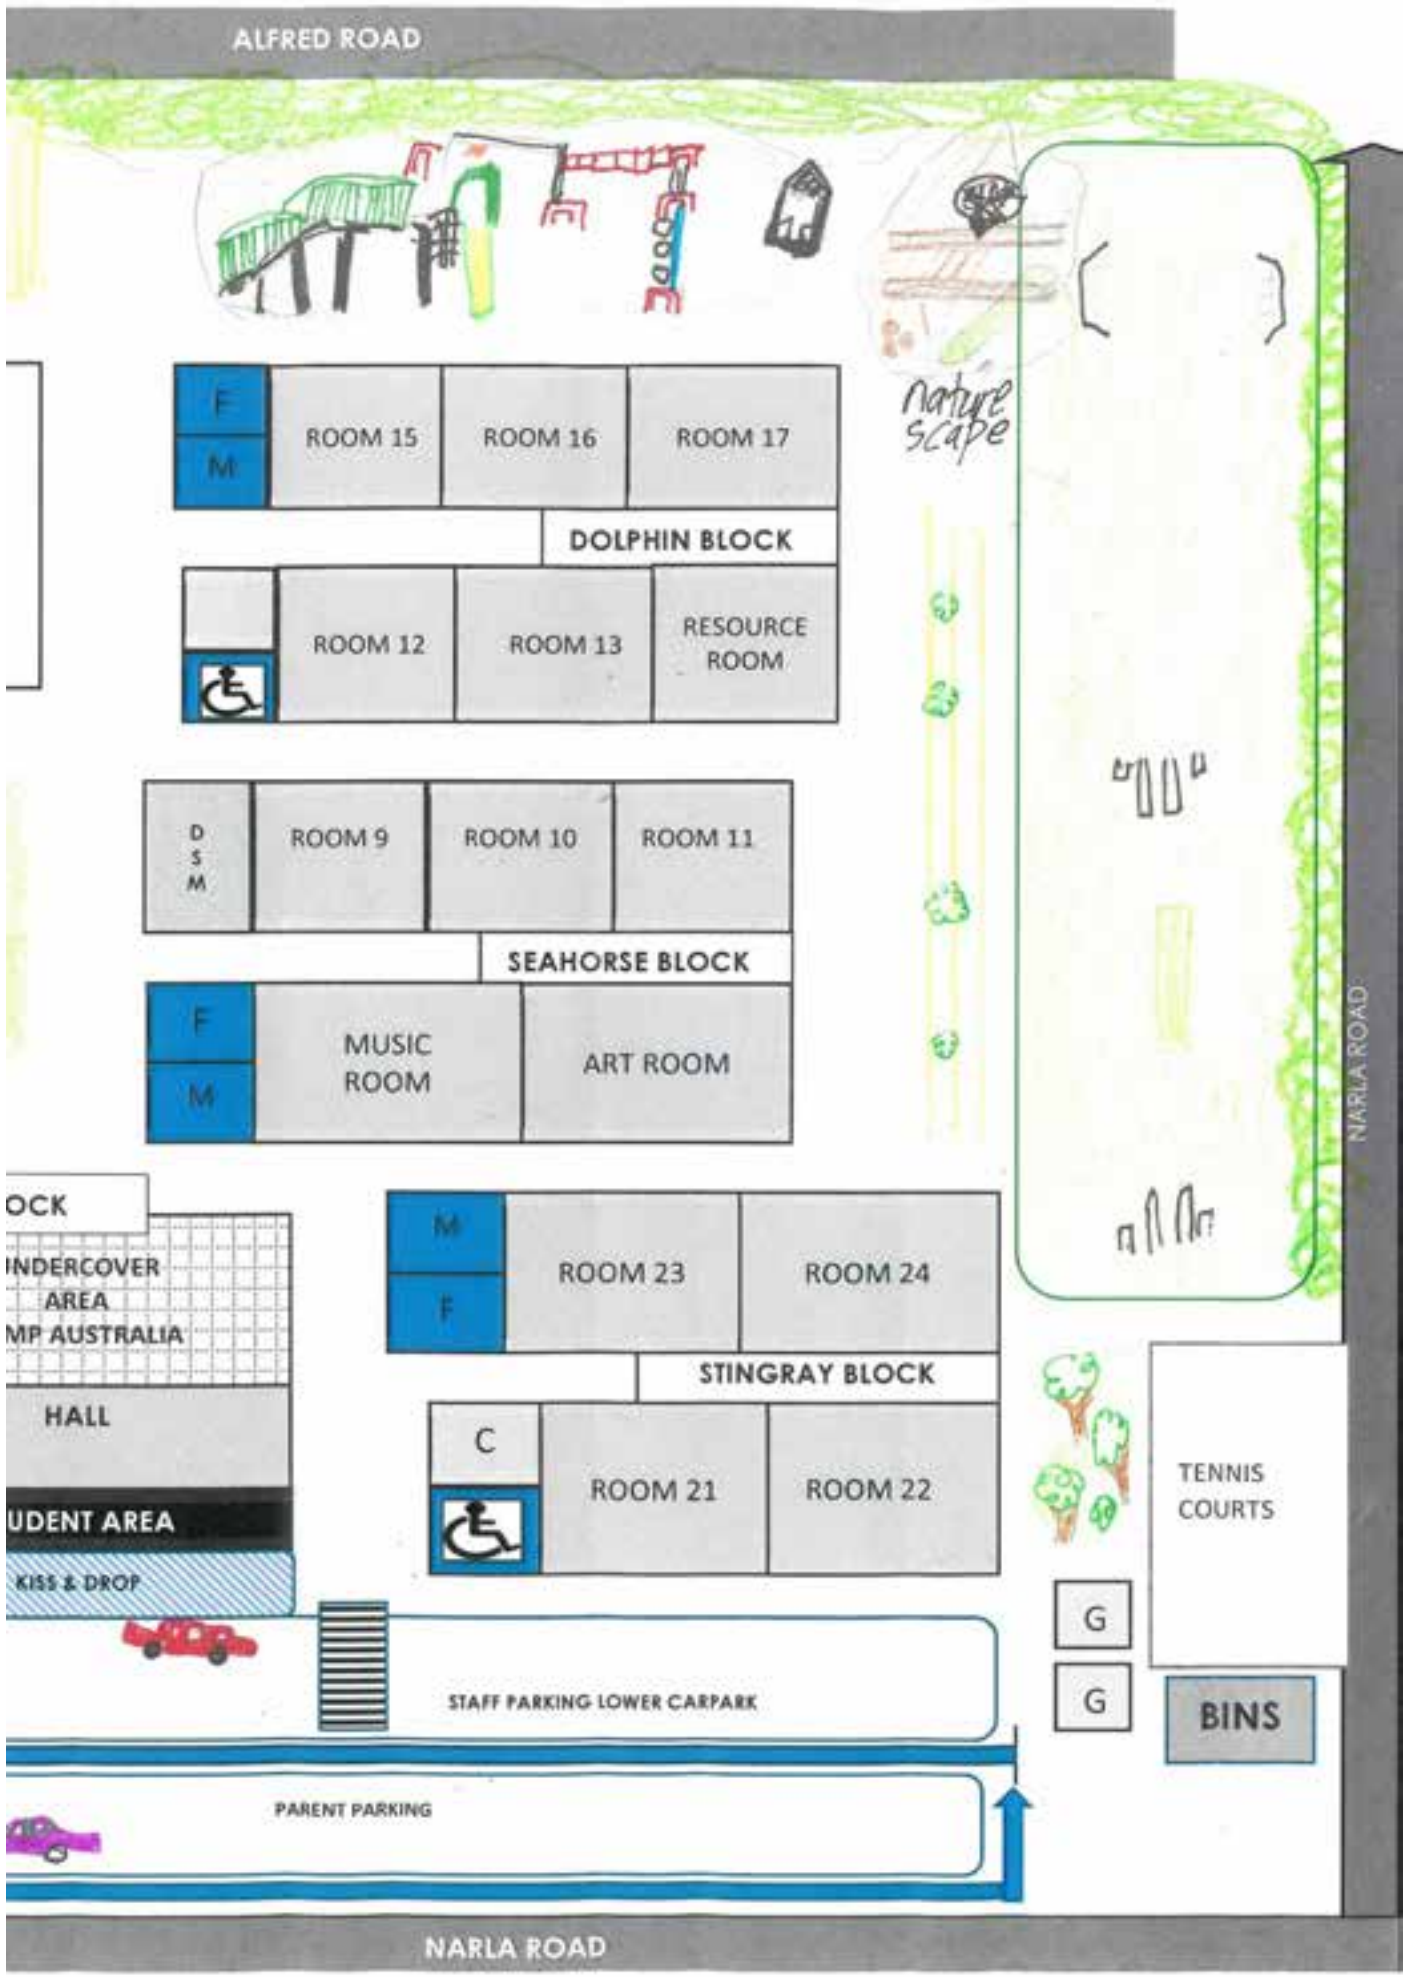 ALFRED ROAD
nature
scape
F
M
ROOM 15
ROOM 16
ROOM 17
DOLPHIN BLOCK
ROOM 12
ROOM 13
RESOURCE
ROOM
D
S
M
ROOM 9
ROOM 10
ROOM 11
SEAHORSE BLOCK
F
M
MUSIC
ROOM
ART ROOM
NARLA ROAD
OCK
UNDERCOVER
AREA
MP AUSTRALIA
HALL
UDENT AREA
KISS & DROP
M
F
ROOM 23
ROOM 24
STINGRAY BLOCK
C
ROOM 21
ROOM 22
TENNIS
COURTS
G
G
BINS
STAFF PARKING LOWER CARPARK
PARENT PARKING
NARLA ROAD